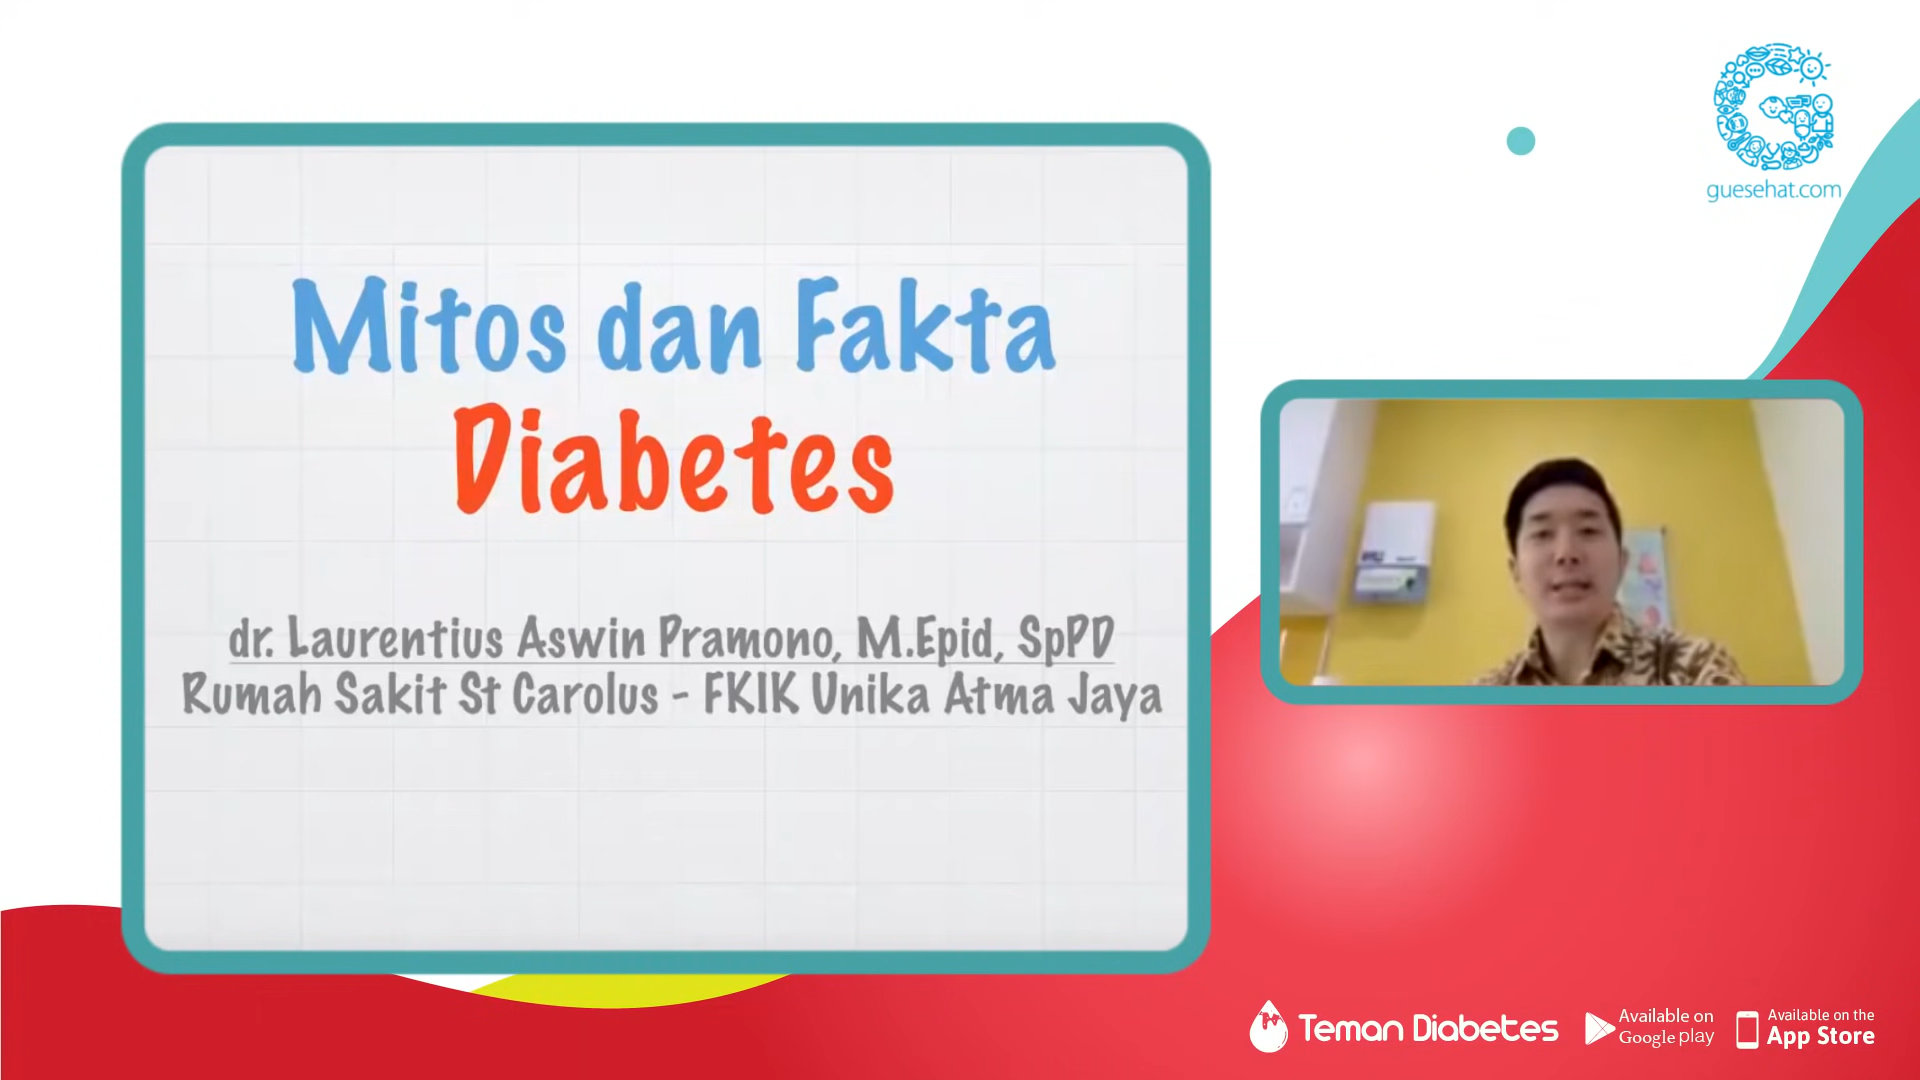 Mitos dan Fakta
Diabetes
dr. Laurentius Aswin Pramono, M.Epid, SpPD
Rumah Sakit St Carolus - FKIK Unika Atma Jaya
guesehat.com
Teman Diabetes
Available on
Google play
Available on the
App Store